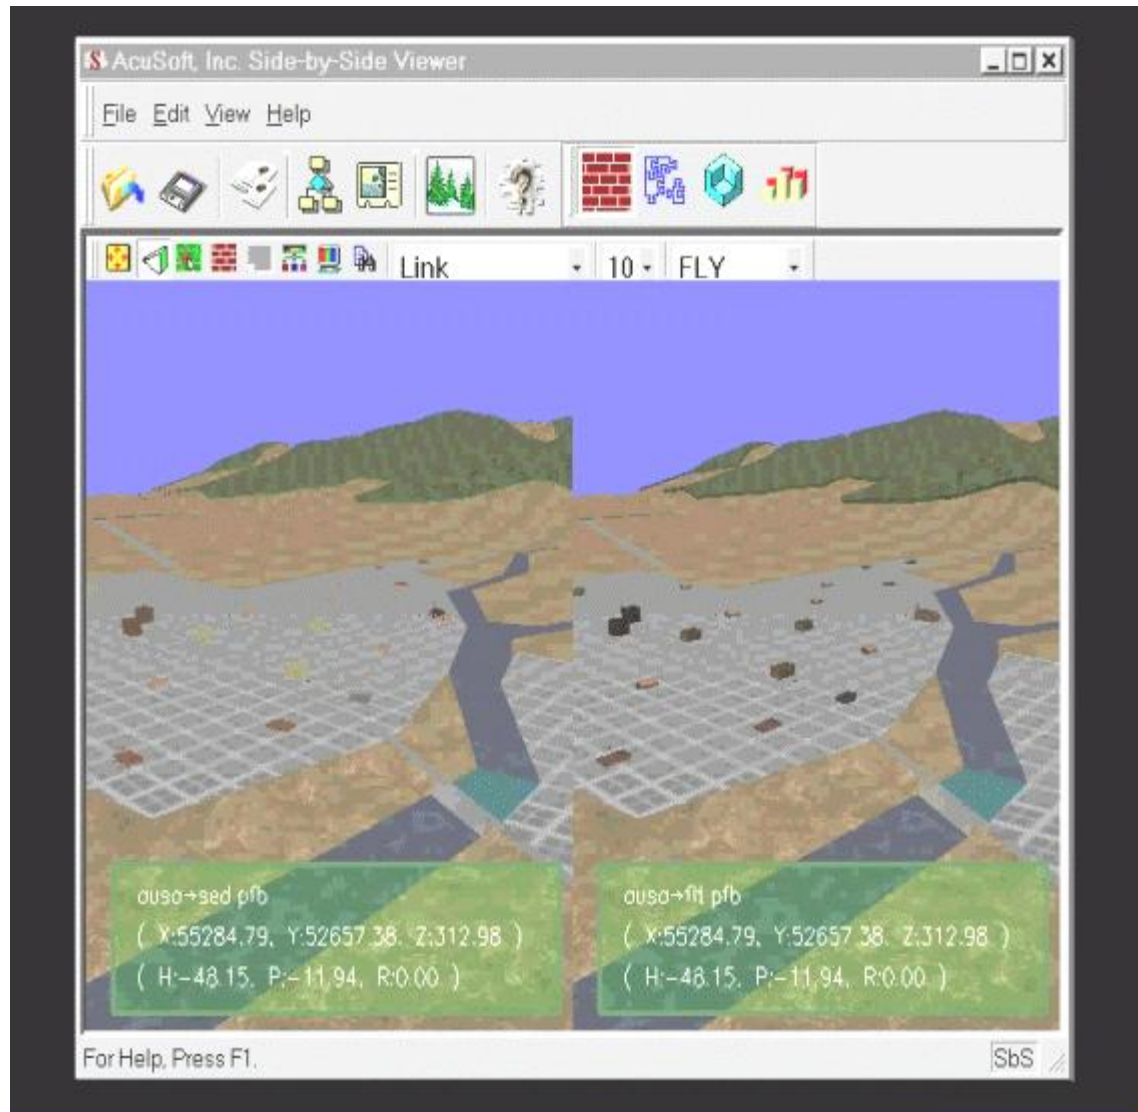 AcuSoft, Inc. Side-by-Side Viewer
File Edit View Help
Link 10 FLY
ausa→sed pfb
( X:55284.79, Y:52657.38. Z:312.98 )
( H:-48.15, P:-11.94, R:0.00 )
ausa→flt pfb
( X:55284.79, Y:52657.38. Z:312.98 )
( H:-48.15, P:-11.94, R:0.00 )
For Help, Press F1.
SbS